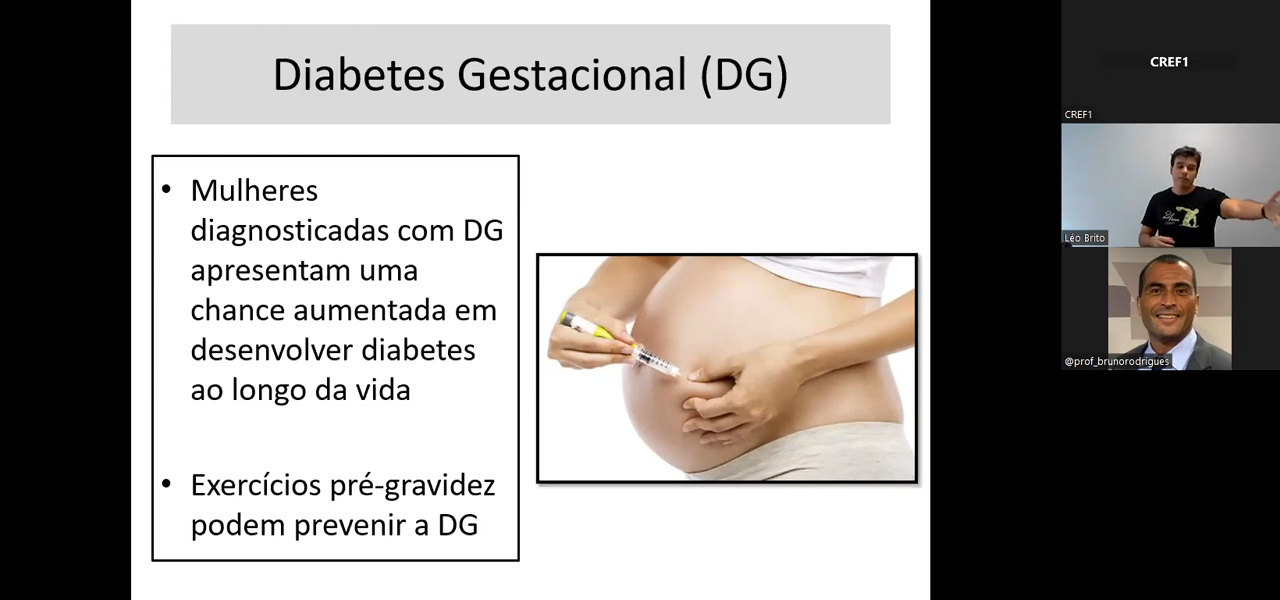 Diabetes Gestacional (DG)
• Mulheres
diagnosticadas com DG
apresentam uma
chance aumentada em
desenvolver diabetes
ao longo da vida
• Exercícios pré-gravidez
podem prevenir a DG
CREF1
CREF1
Léo Brito
@prof_brunorodrigues